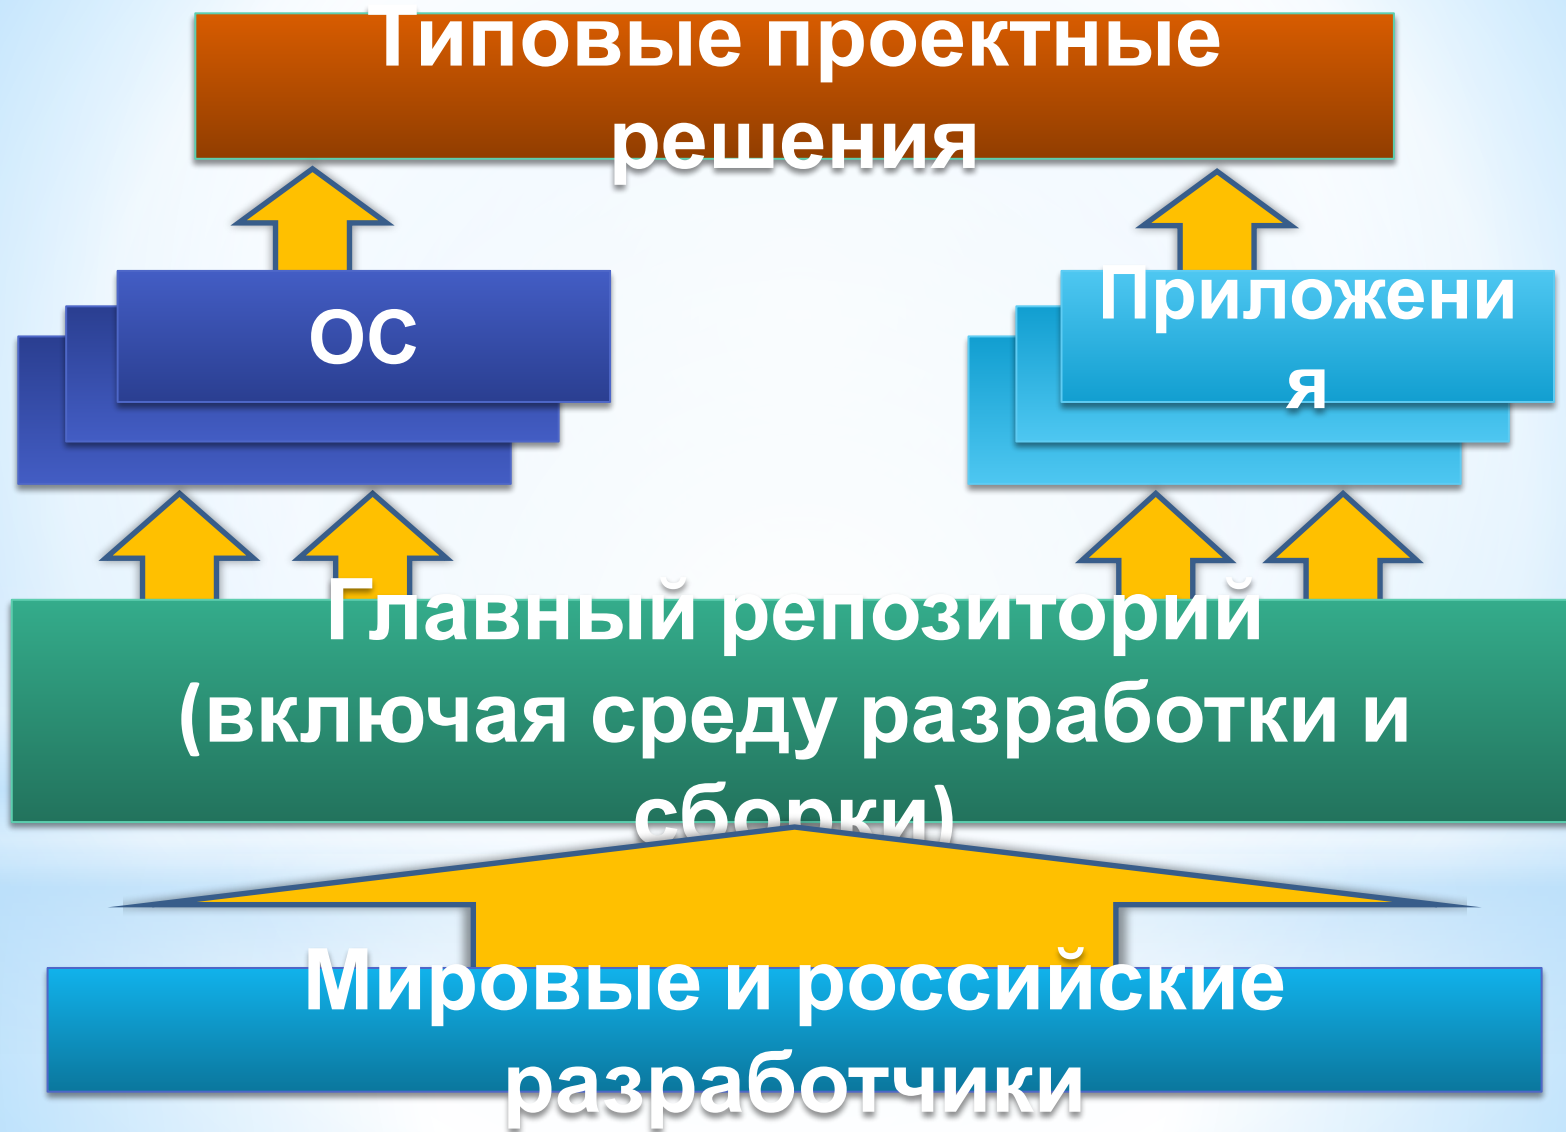 Типовые проектные
решения
ОС
Приложени
я
Главный репозиторий
(включая среду разработки и
сборки)
Мировые и российские
разработчики